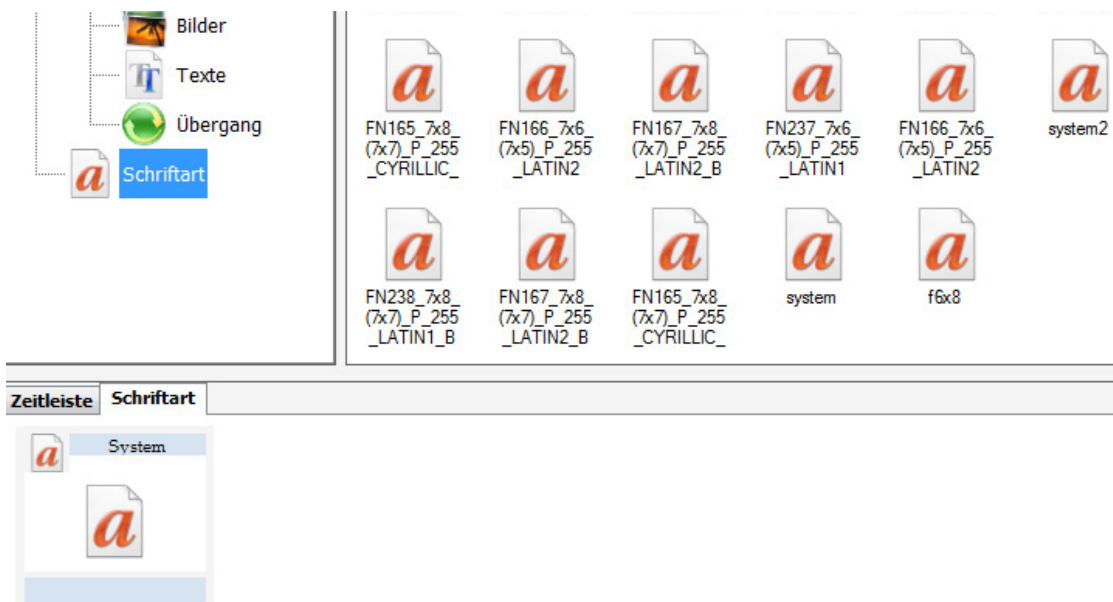 Bilder
Texte
Übergang
Schriftart
FN165_7x8_
(7x7)_P_255
_CYRILLIC_
FN166_7x6_
(7x5)_P_255
_LATIN2
FN167_7x8_
(7x7)_P_255
_LATIN2_B
FN237_7x6_
(7x5)_P_255
_LATIN1
FN166_7x6_
(7x5)_P_255
_LATIN2
system2
FN238_7x8_
(7x7)_P_255
_LATIN1_B
FN167_7x8_
(7x7)_P_255
_LATIN2_B
FN165_7x8_
(7x7)_P_255
_CYRILLIC_
system
f6x8
Zeitleiste Schriftart
System